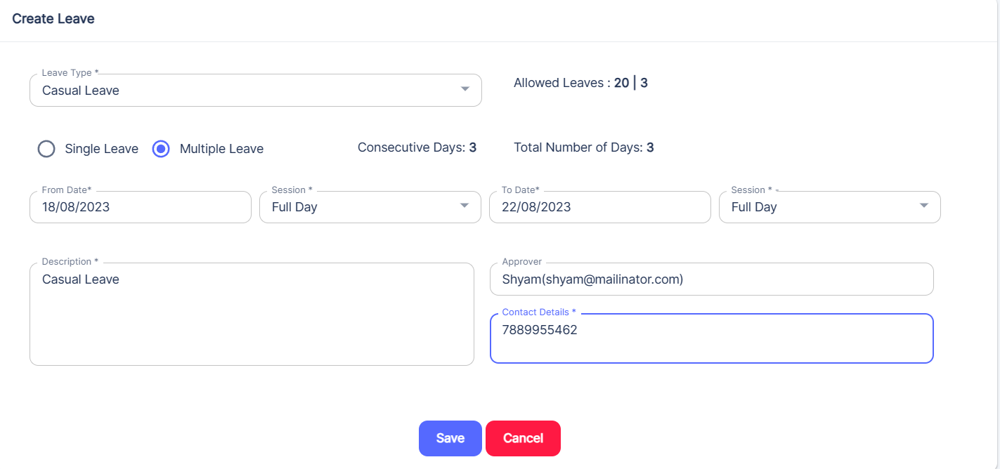 Create Leave
Leave Type *
Casual Leave
Allowed Leaves : 20 | 3
Single Leave
Multiple Leave
Consecutive Days: 3
Total Number of Days: 3
From Date*
18/08/2023
Session *
Full Day
To Date*
22/08/2023
Session *
Full Day
Description *
Casual Leave
Approver
Shyam(shyam@mailinator.com)
Contact Details *
7889955462
Save
Cancel